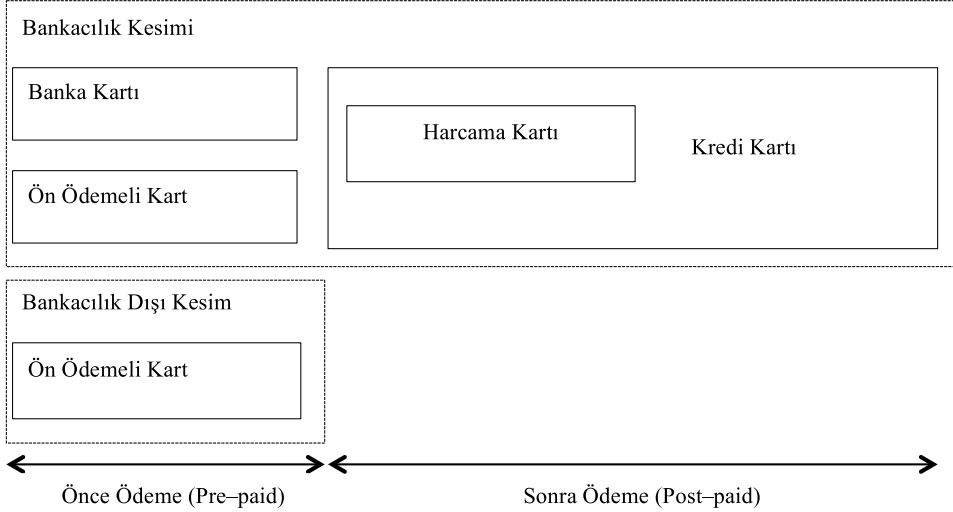 Bankacılık Kesimi
Banka Kartı
Harcama Kartı
Kredi Kartı
Ön Ödemeli Kart
Bankacılık Dışı Kesim
Ön Ödemeli Kart
Önce Ödeme (Pre–paid)
Sonra Ödeme (Post–paid)